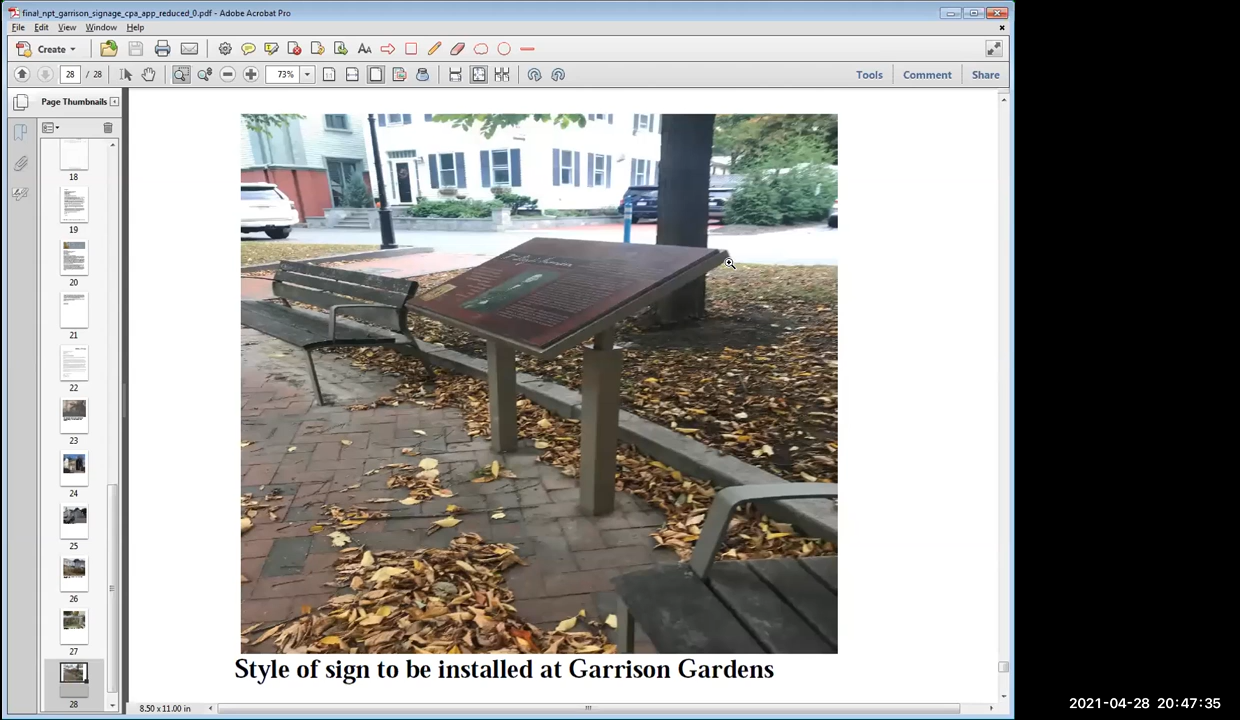 final_npt_garrison_signage_cpa_app_reduced_0.pdf - Adobe Acrobat Pro
File Edit View Window Help
Create
28 / 28 73% Tools Comment Share
Page Thumbnails
18
19
20
21
22
23
24
25
26
27
28
Style of sign to be installed at Garrison Gardens
8.50 x 11.00 in
2021-04-28 20:47:35